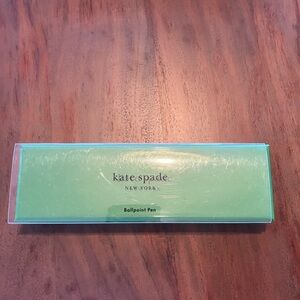 kate spade
NEW YORK
Ballpoint Pen